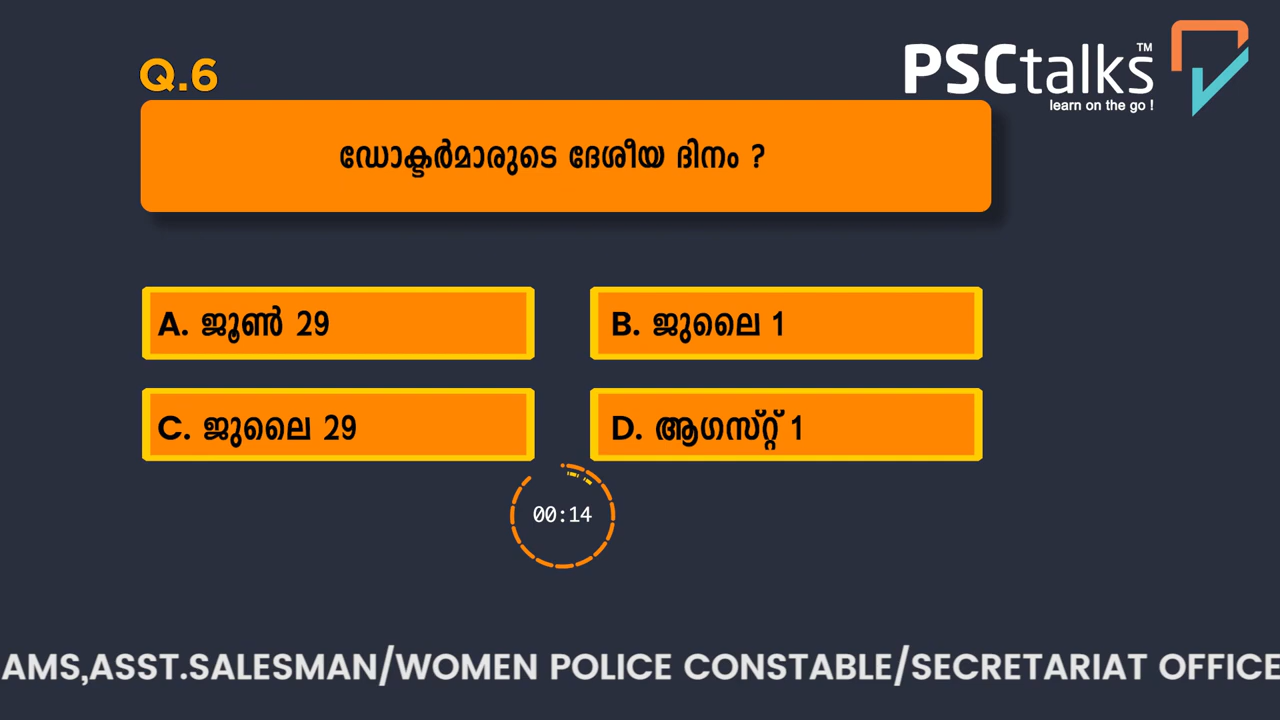 Q.6
PSCtalks™
learn on the go !
ഡോക്ടർമാരുടെ ദേശീയ ദിനം ?
A. ജൂൺ 29
B. ജുലൈ 1
C. ജുലൈ 29
D. ആഗസ്റ്റ് 1
00:14
AMS,ASST.SALESMAN/WOMEN POLICE CONSTABLE/SECRETARIAT OFFICE